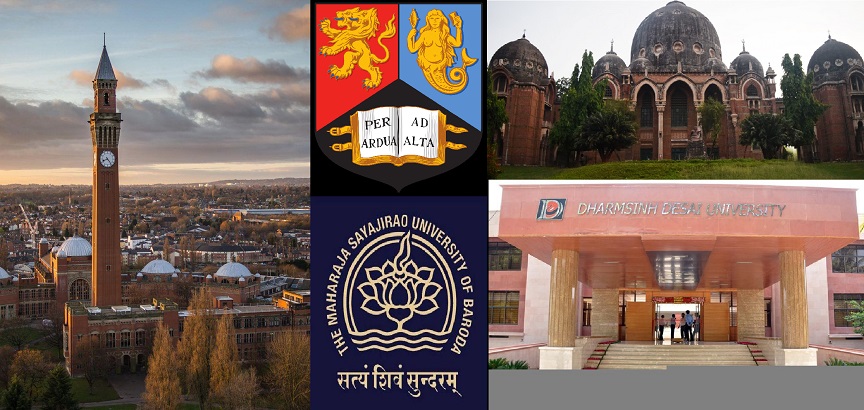 PER AD
ARDUA ALTA
THE MAHARAJA SAYAJIRAO UNIVERSITY OF BARODA
सत्यं शिवं सुन्दरम्
DHARMSINH DESAI UNIVERSITY